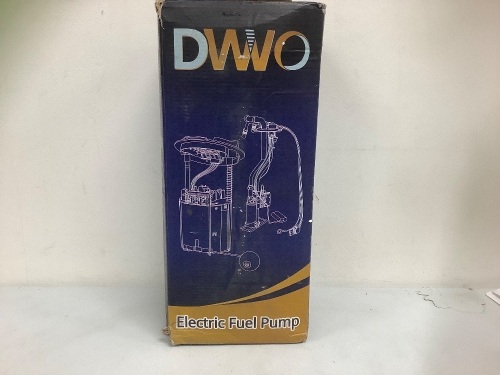 DWVO
Electric Fuel Pump